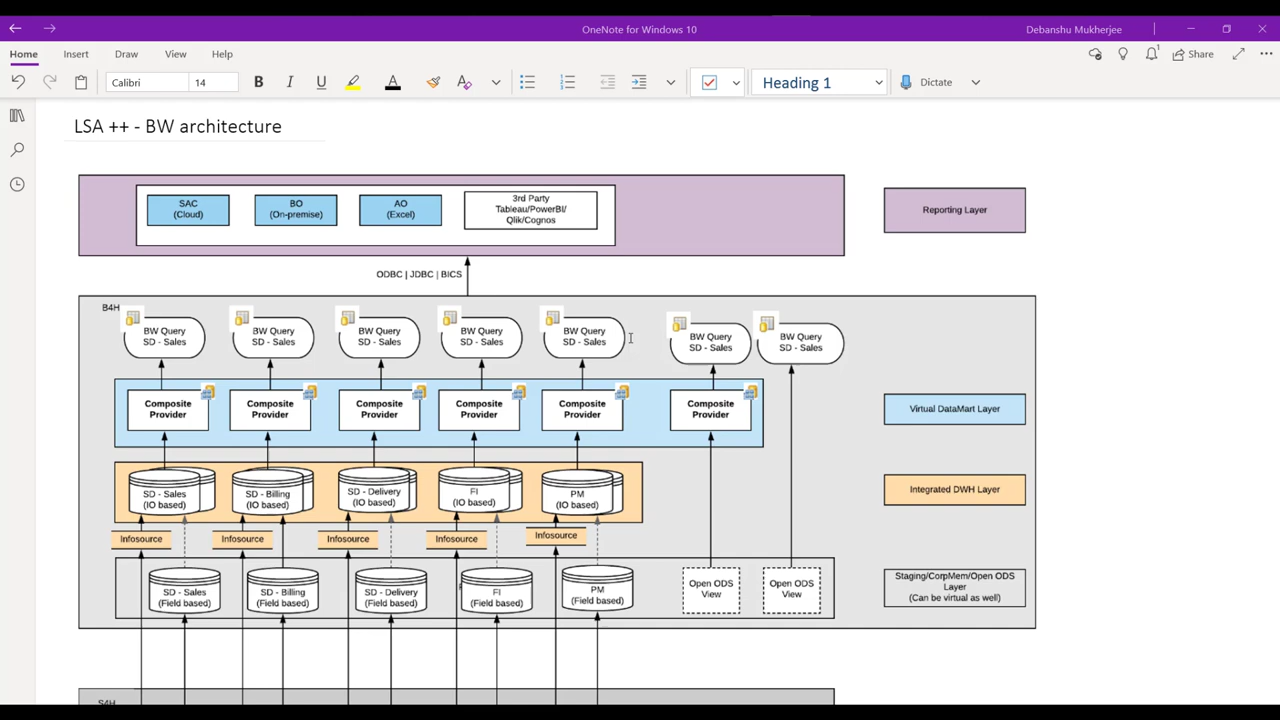 OneNote for Windows 10
Debanshu Mukherjee
Home
Insert
Draw
View
Help
1
Share
Calibri
14
B
I
U
A
A
Heading 1
Dictate
LSA ++ - BW architecture
SAC
(Cloud)
BO
(On-premise)
AO
(Excel)
3rd Party
Tableau/PowerBI/
Qlik/Cognos
Reporting Layer
ODBC | JDBC | BICS
B4H
BW Query
SD - Sales
BW Query
SD - Sales
BW Query
SD - Sales
BW Query
SD - Sales
BW Query
SD - Sales
BW Query
SD - Sales
BW Query
SD - Sales
Composite
Provider
Composite
Provider
Composite
Provider
Composite
Provider
Composite
Provider
Composite
Provider
Virtual DataMart Layer
SD - Sales
(IO based)
SD - Billing
(IO based)
SD - Delivery
(IO based)
FI
(IO based)
PM
(IO based)
Integrated DWH Layer
Infosource
Infosource
Infosource
Infosource
Infosource
SD - Sales
(Field based)
SD - Billing
(Field based)
SD - Delivery
(Field based)
FI
(Field based)
PM
(Field based)
Open ODS
View
Open ODS
View
Staging/CorpMem/Open ODS
Layer
(Can be virtual as well)
S4H